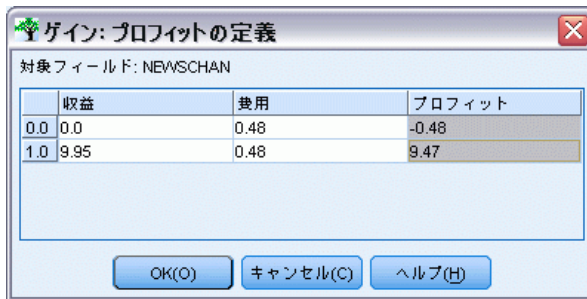 ゲイン: プロフィットの定義
対象フィールド: NEWSCHAN
収益 費用 プロフィット
0.0 0.0 0.48 -0.48
1.0 9.95 0.48 9.47
OK(O) キャンセル(C) ヘルプ(H)